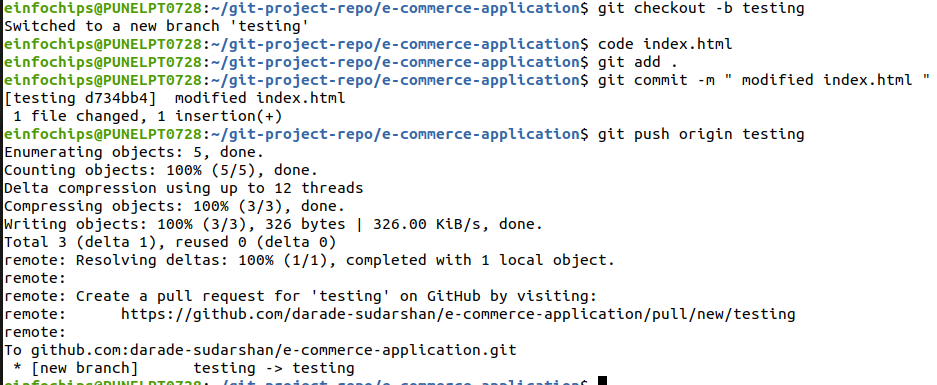 einfochips@PUNELPT0728:~/git-project-repo/e-commerce-application$ git checkout -b testing
Switched to a new branch 'testing'
einfochips@PUNELPT0728:~/git-project-repo/e-commerce-application$ code index.html
einfochips@PUNELPT0728:~/git-project-repo/e-commerce-application$ git add .
einfochips@PUNELPT0728:~/git-project-repo/e-commerce-application$ git commit -m " modified index.html "
[testing d734bb4]  modified index.html
 1 file changed, 1 insertion(+)
einfochips@PUNELPT0728:~/git-project-repo/e-commerce-application$ git push origin testing
Enumerating objects: 5, done.
Counting objects: 100% (5/5), done.
Delta compression using up to 12 threads
Compressing objects: 100% (3/3), done.
Writing objects: 100% (3/3), 326 bytes | 326.00 KiB/s, done.
Total 3 (delta 1), reused 0 (delta 0)
remote: Resolving deltas: 100% (1/1), completed with 1 local object.
remote:
remote: Create a pull request for 'testing' on GitHub by visiting:
remote:      https://github.com/darade-sudarshan/e-commerce-application/pull/new/testing
remote:
To github.com:darade-sudarshan/e-commerce-application.git
 * [new branch]      testing -> testing
einfochips@PUNELPT0728:~/git-project-repo/e-commerce-application$